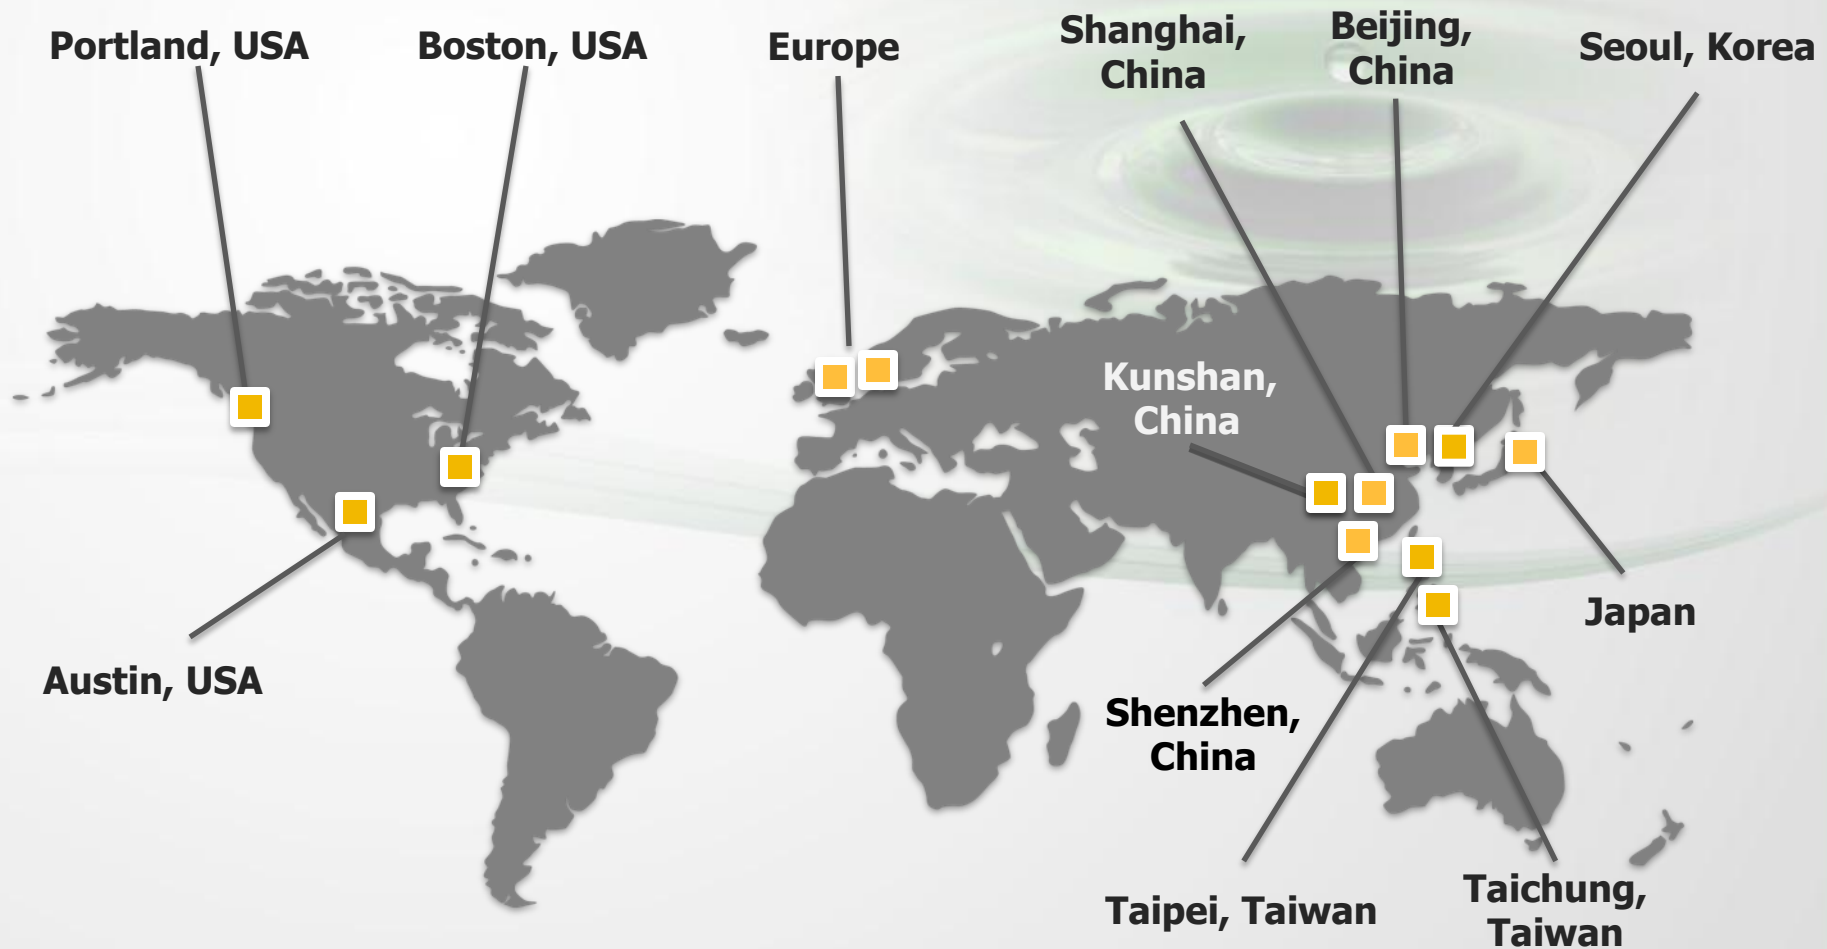 Portland, USA
Boston, USA
Europe
Shanghai,
China
Beijing,
China
Seoul, Korea
Kunshan,
China
Japan
Austin, USA
Shenzhen,
China
Taipei, Taiwan
Taichung,
Taiwan